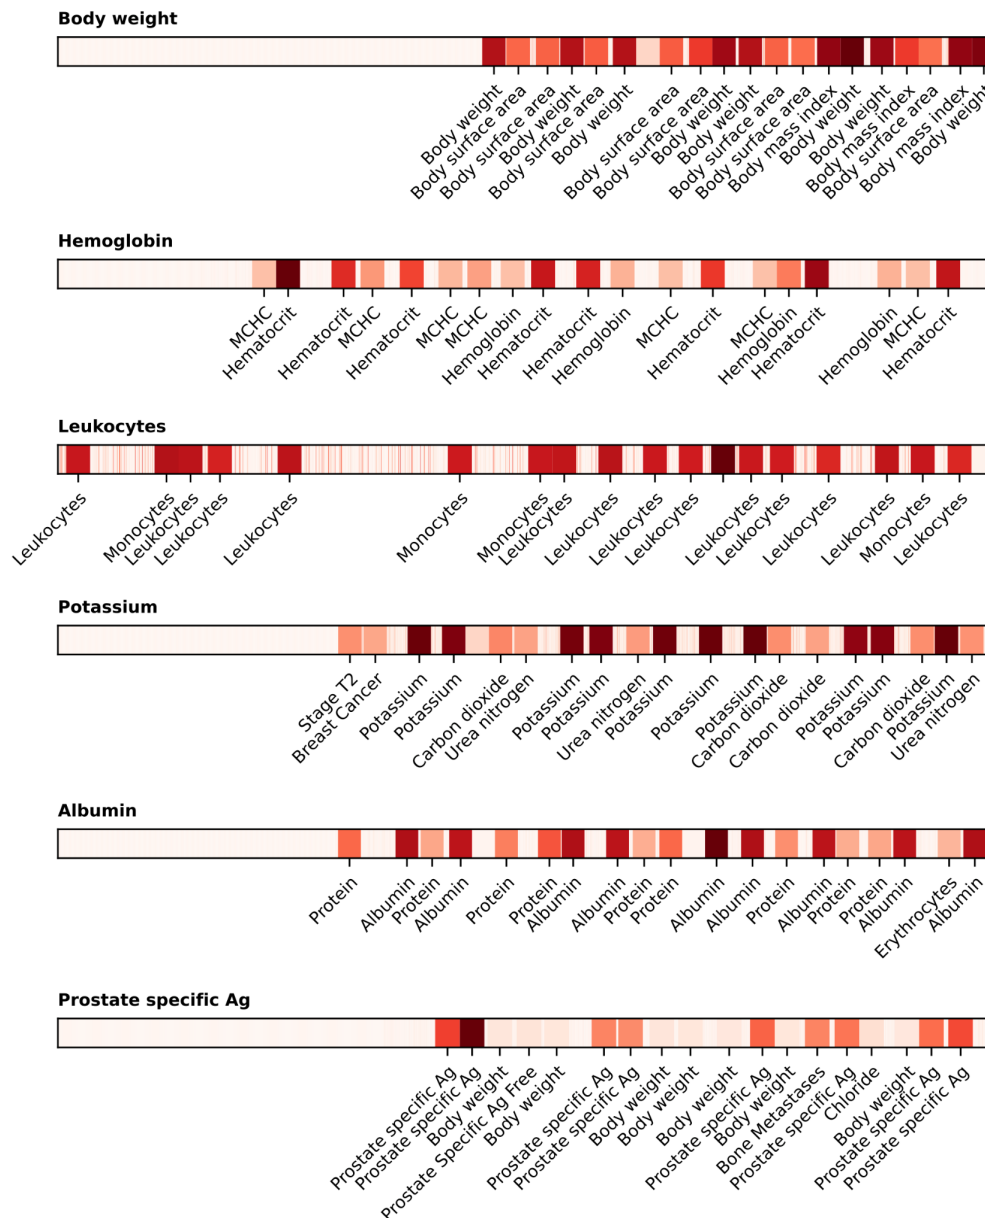 Body weight
Body weight
Body surface area
Body surface area
Body weight
Body surface area
Body weight
Body surface area
Body surface area
Body weight
Body weight
Body surface area
Body surface area
Body mass index
Body weight
Body weight
Body mass index
Body surface area
Body mass index
Body weight
Hemoglobin
MCHC
Hematocrit
Hematocrit
MCHC
Hematocrit
MCHC
MCHC
Hemoglobin
Hematocrit
Hematocrit
Hemoglobin
MCHC
Hematocrit
MCHC
Hemoglobin
Hematocrit
Hemoglobin
MCHC
Hematocrit
Leukocytes
Leukocytes
Monocytes
Leukocytes
Leukocytes
Leukocytes
Monocytes
Monocytes
Leukocytes
Leukocytes
Leukocytes
Leukocytes
Leukocytes
Leukocytes
Leukocytes
Leukocytes
Monocytes
Leukocytes
Potassium
Stage T2
Breast Cancer
Potassium
Potassium
Carbon dioxide
Urea nitrogen
Potassium
Potassium
Urea nitrogen
Potassium
Potassium
Potassium
Carbon dioxide
Carbon dioxide
Potassium
Potassium
Carbon dioxide
Potassium
Urea nitrogen
Albumin
Protein
Albumin
Protein
Albumin
Protein
Protein
Albumin
Albumin
Protein
Protein
Albumin
Albumin
Protein
Albumin
Protein
Protein
Albumin
Erythrocytes
Albumin
Prostate specific Ag
Prostate specific Ag
Prostate specific Ag
Body weight
Prostate Specific Ag Free
Body weight
Prostate specific Ag
Prostate specific Ag
Body weight
Body weight
Body weight
Prostate specific Ag
Body weight
Bone Metastases
Prostate specific Ag
Chloride
Body weight
Prostate specific Ag
Prostate specific Ag